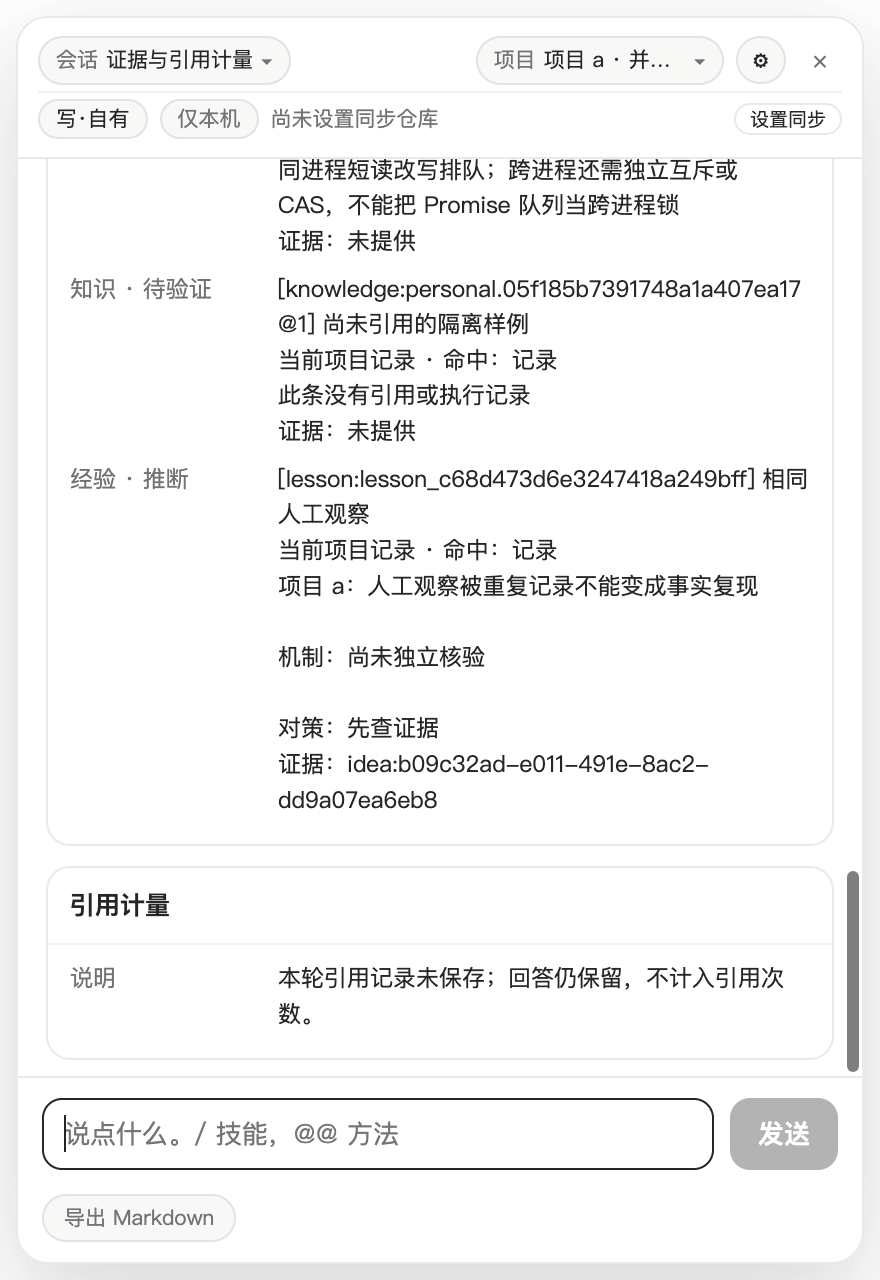 会话 证据与引用计量
项目 项目 a · 并…
写·自有
仅本机
尚未设置同步仓库
设置同步
同进程短读改写排队；跨进程还需独立互斥或
CAS，不能把 Promise 队列当跨进程锁
证据：未提供
知识 · 待验证
[knowledge:personal.05f185b7391748a1a407ea17
@1] 尚未引用的隔离样例
当前项目记录 · 命中：记录
此条没有引用或执行记录
证据：未提供
经验 · 推断
[lesson:lesson_c68d473d6e3247418a249bff] 相同
人工观察
当前项目记录 · 命中：记录
项目 a：人工观察被重复记录不能变成事实复现
机制：尚未独立核验
对策：先查证据
证据：idea:b09c32ad-e011-491e-8ac2-
dd9a07ea6eb8
引用计量
说明
本轮引用记录未保存；回答仍保留，不计入引用次
数。
说点什么。/ 技能，@@ 方法
发送
导出 Markdown